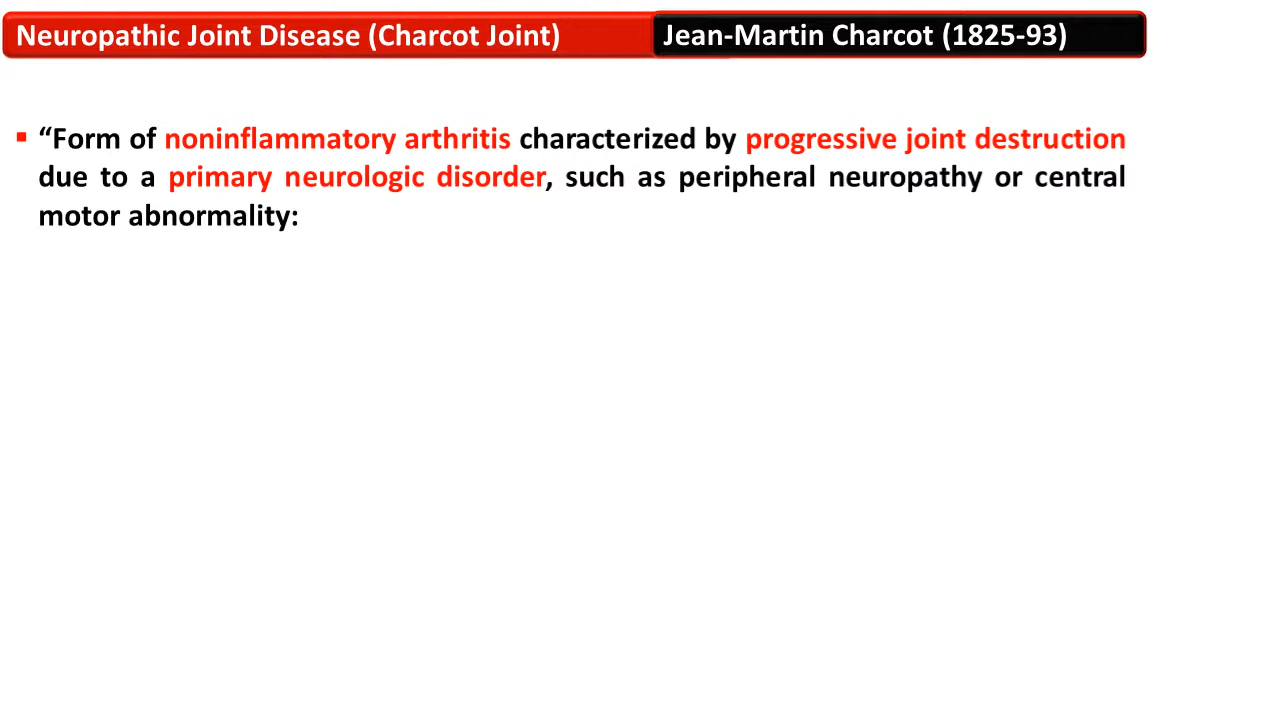 Neuropathic Joint Disease (Charcot Joint) Jean-Martin Charcot (1825-93)
▪ “Form of noninflammatory arthritis characterized by progressive joint destruction
due to a primary neurologic disorder, such as peripheral neuropathy or central
motor abnormality: